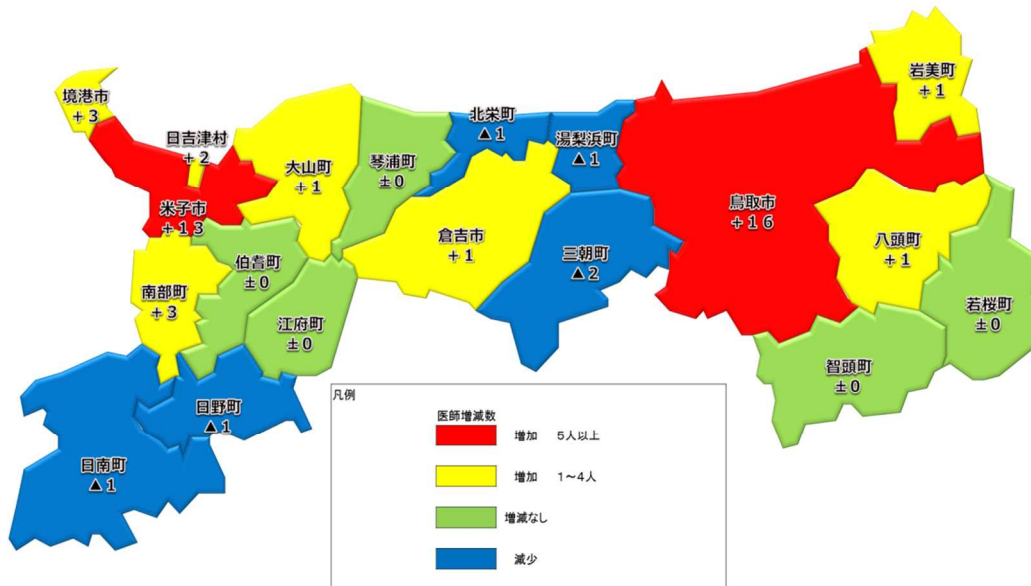 岩美町
+1
境港市
+3
北栄町
▲1
湯梨浜町
▲1
日吉津村
+2
大山町
+1
琴浦町
±0
鳥取市
+16
米子市
+13
倉吉市
+1
八頭町
+1
三朝町
▲2
伯耆町
±0
南部町
+3
江府町
±0
若桜町
±0
智頭町
±0
日野町
▲1
日南町
▲1
凡例
医師増減数
増加 5人以上
増加 1～4人
増減なし
減少